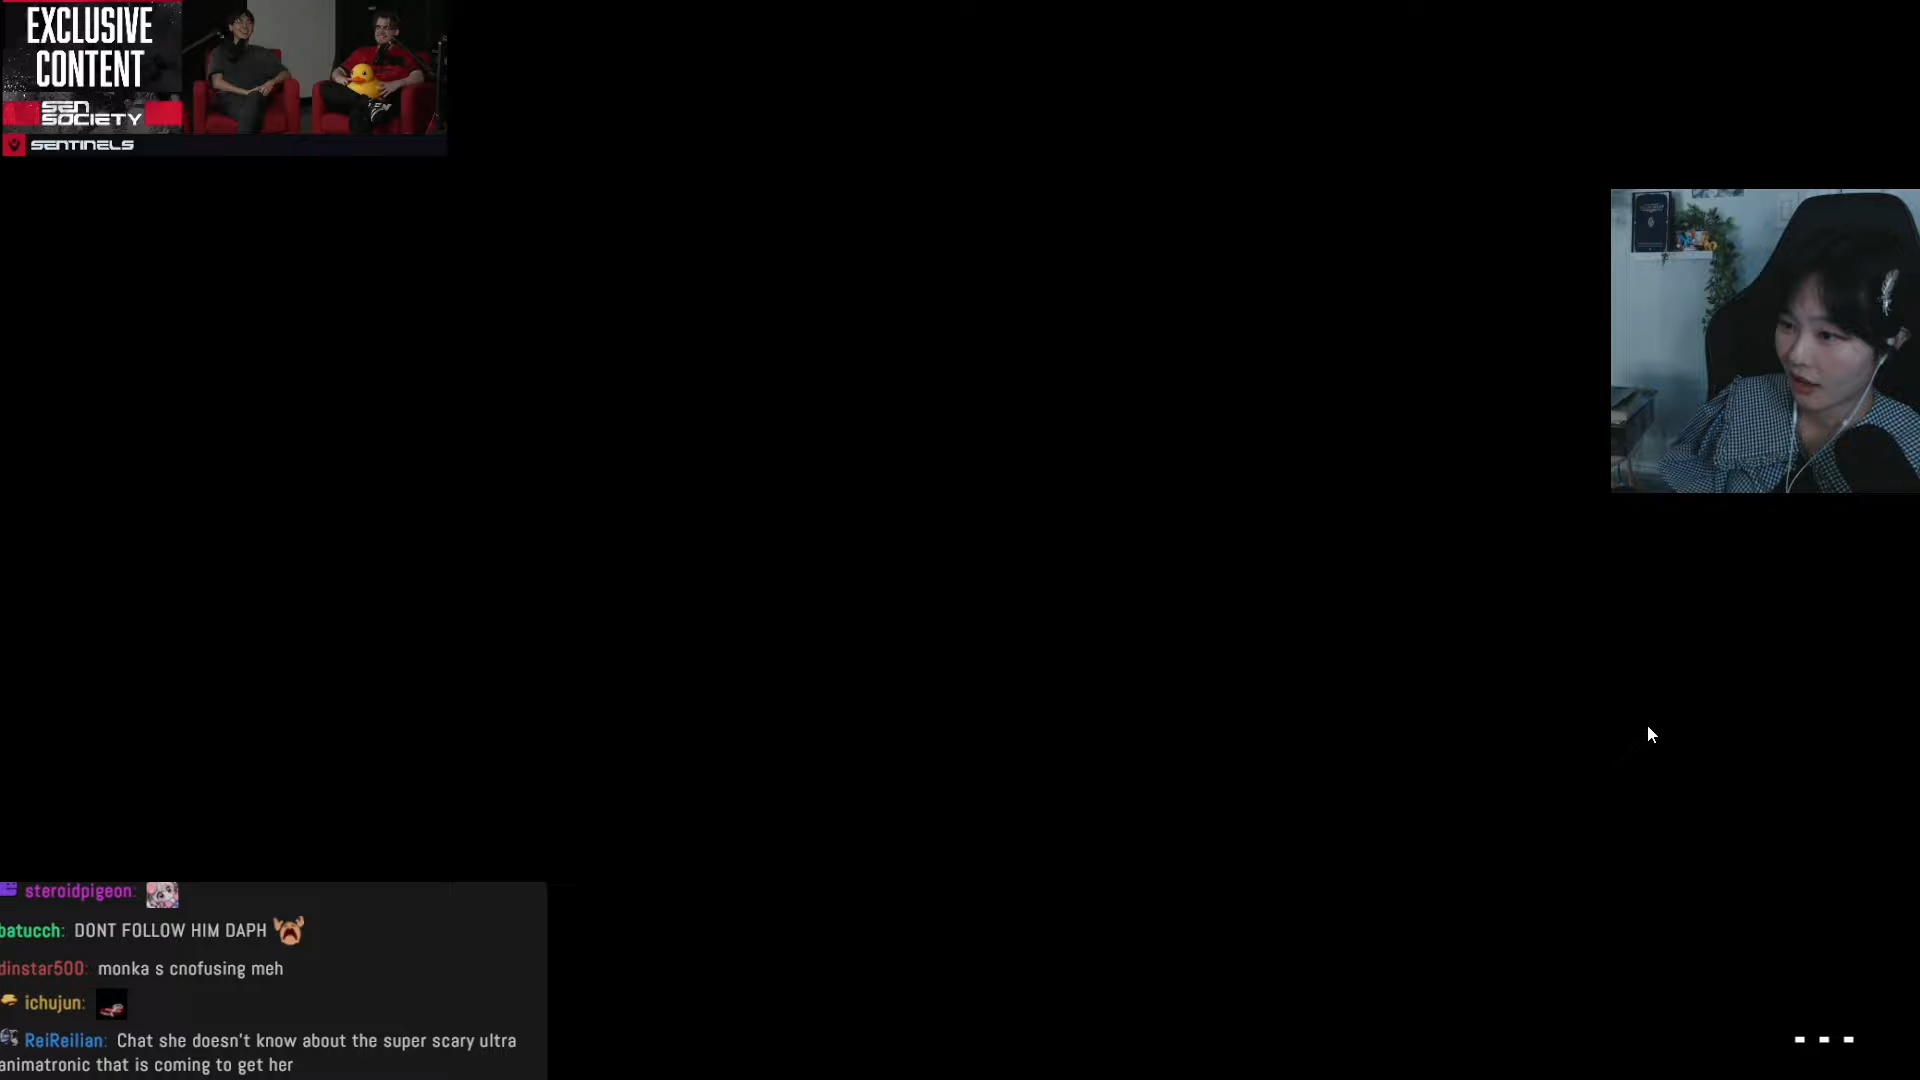 EXCLUSIVE
CONTENT
SEN
SOCIETY
SENTINELS
steroidpigeon:
batucch: DONT FOLLOW HIM DAPH
dinstar500: monka s cnofusing meh
ichujun:
ReiReilian: Chat she doesn't know about the super scary ultra
animatronic that is coming to get her
...